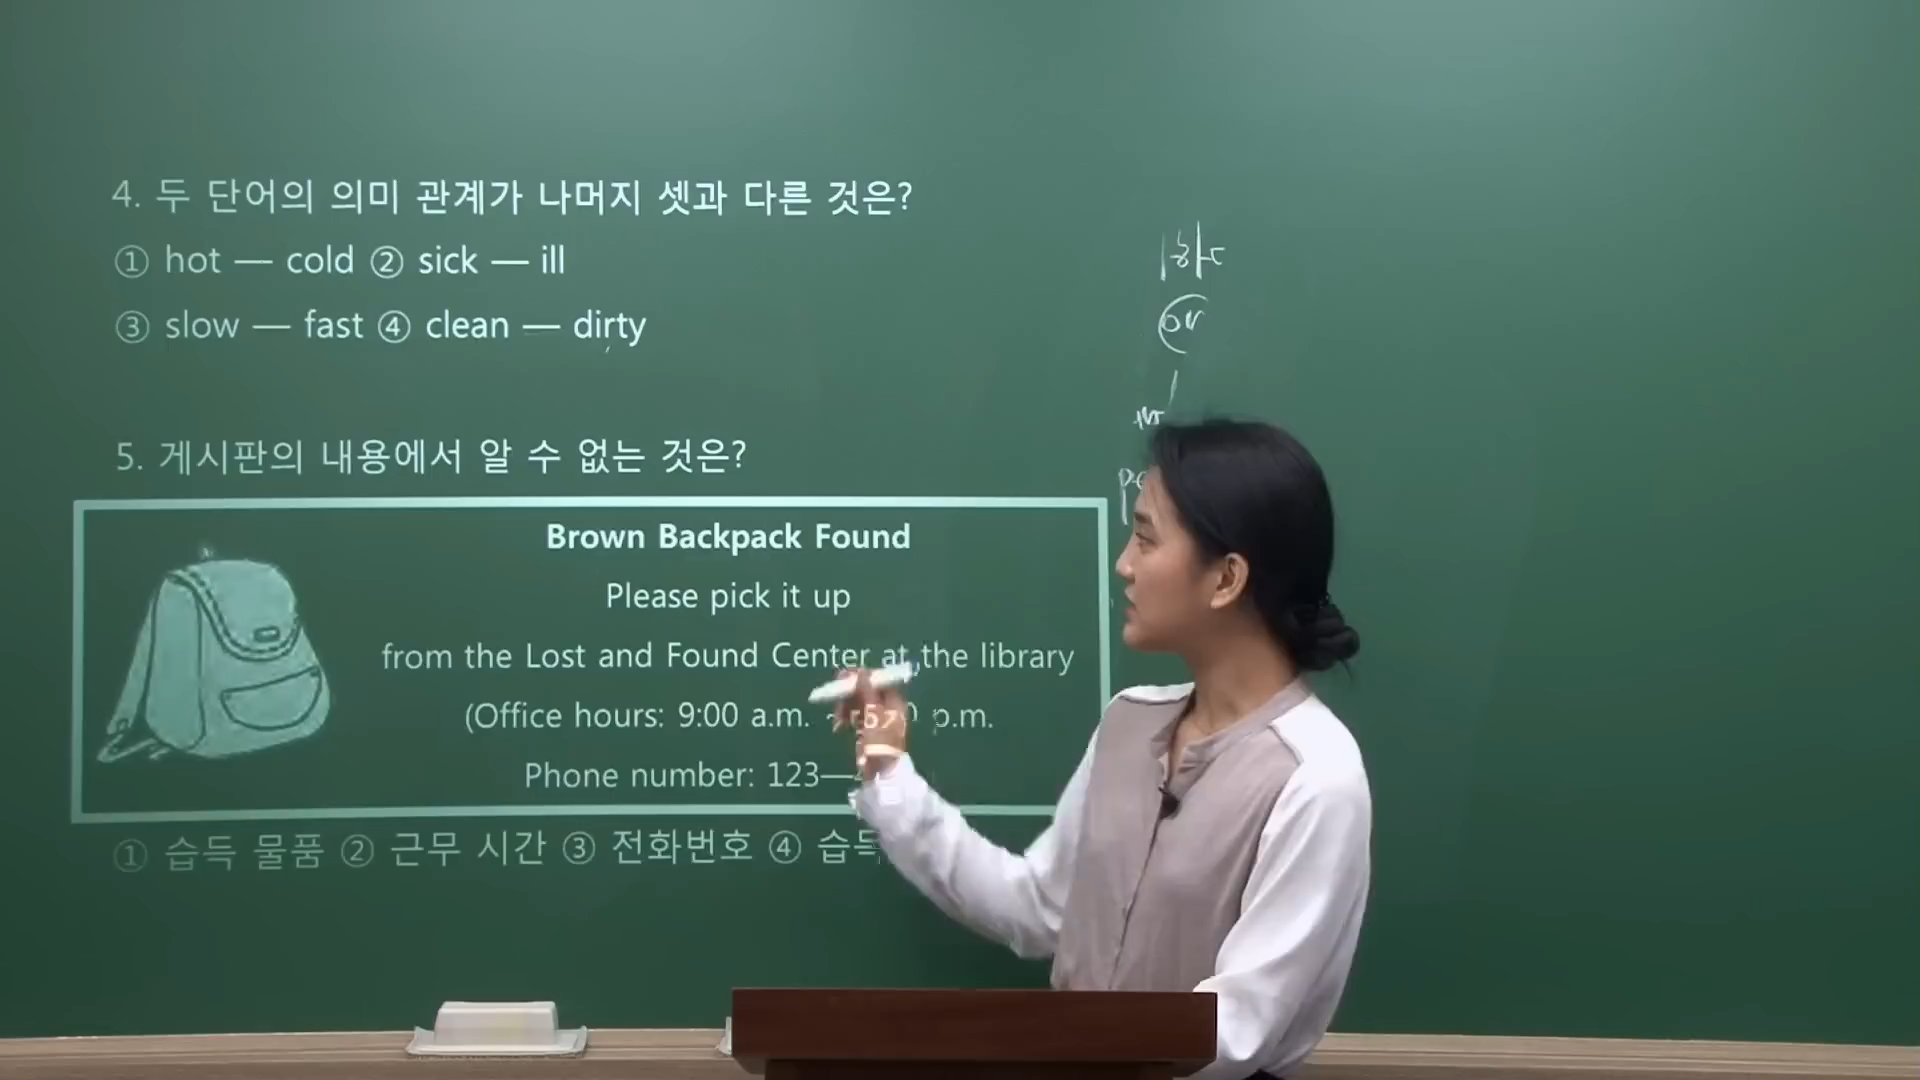 4. 두 단어의 의미 관계가 나머지 셋과 다른 것은?
① hot — cold ② sick — ill
③ slow — fast ④ clean — dirty
5. 게시판의 내용에서 알 수 없는 것은?
Brown Backpack Found
Please pick it up
from the Lost and Found Center at the library
(Office hours: 9:00 a.m. ~ p.m.
Phone number: 123—
① 습득 물품 ② 근무 시간 ③ 전화번호 ④ 습득